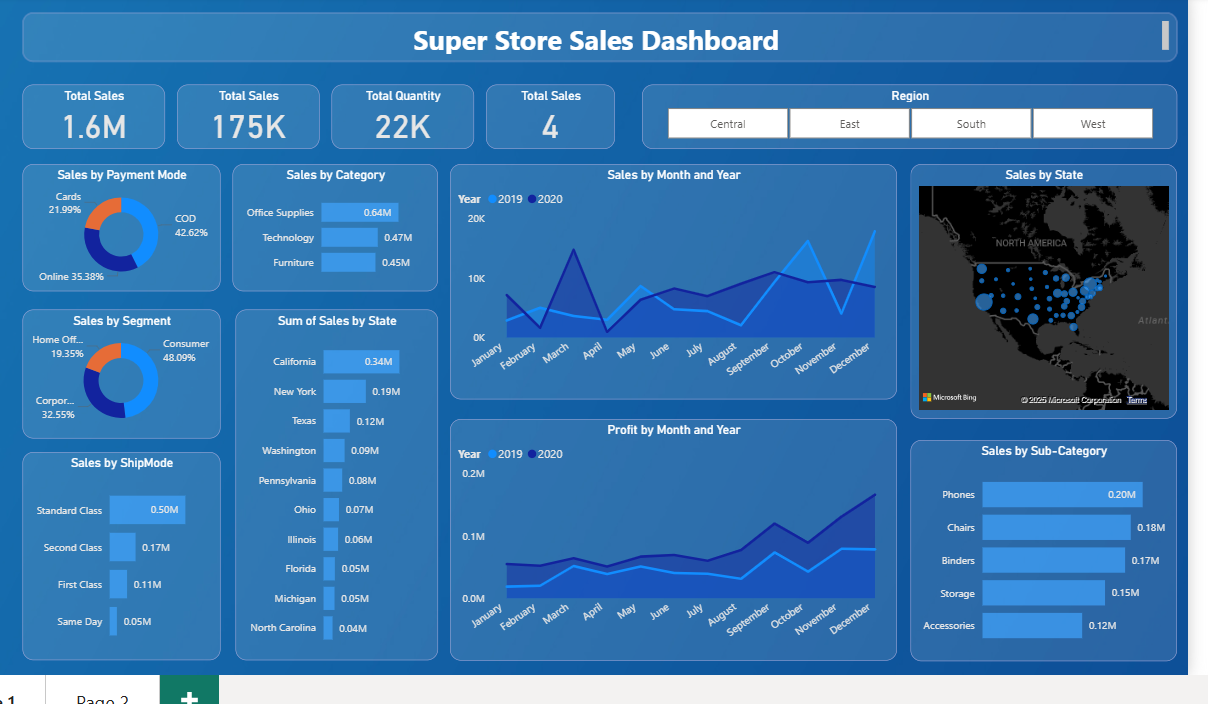 Super Store Sales Dashboard
Total Sales
1.6M
Total Sales
175K
Total Quantity
22K
Total Sales
4
Region
Central
East
South
West
Sales by Payment Mode
Cards
21.99%
COD
42.62%
Online 35.38%
Sales by Category
Office Supplies 0.64M
Technology 0.47M
Furniture 0.45M
Sales by Month and Year
Year 2019 2020
20K
10K
0K
January February March April May June July August September October November December
Sales by State
NORTH AMERICA
Atlant
Microsoft Bing
© 2025 Microsoft Corporation Terms
Sales by Segment
Home Off...
19.35%
Consumer
48.09%
Corpor...
32.55%
Sum of Sales by State
California 0.34M
New York 0.19M
Texas 0.12M
Washington 0.09M
Pennsylvania 0.08M
Ohio 0.07M
Illinois 0.06M
Florida 0.05M
Michigan 0.05M
North Carolina 0.04M
Profit by Month and Year
Year 2019 2020
0.2M
0.1M
0.0M
January February March April May June July August September October November December
Sales by ShipMode
Standard Class 0.50M
Second Class 0.17M
First Class 0.11M
Same Day 0.05M
Sales by Sub-Category
Phones 0.20M
Chairs 0.18M
Binders 0.17M
Storage 0.15M
Accessories 0.12M
1
Page 2
+